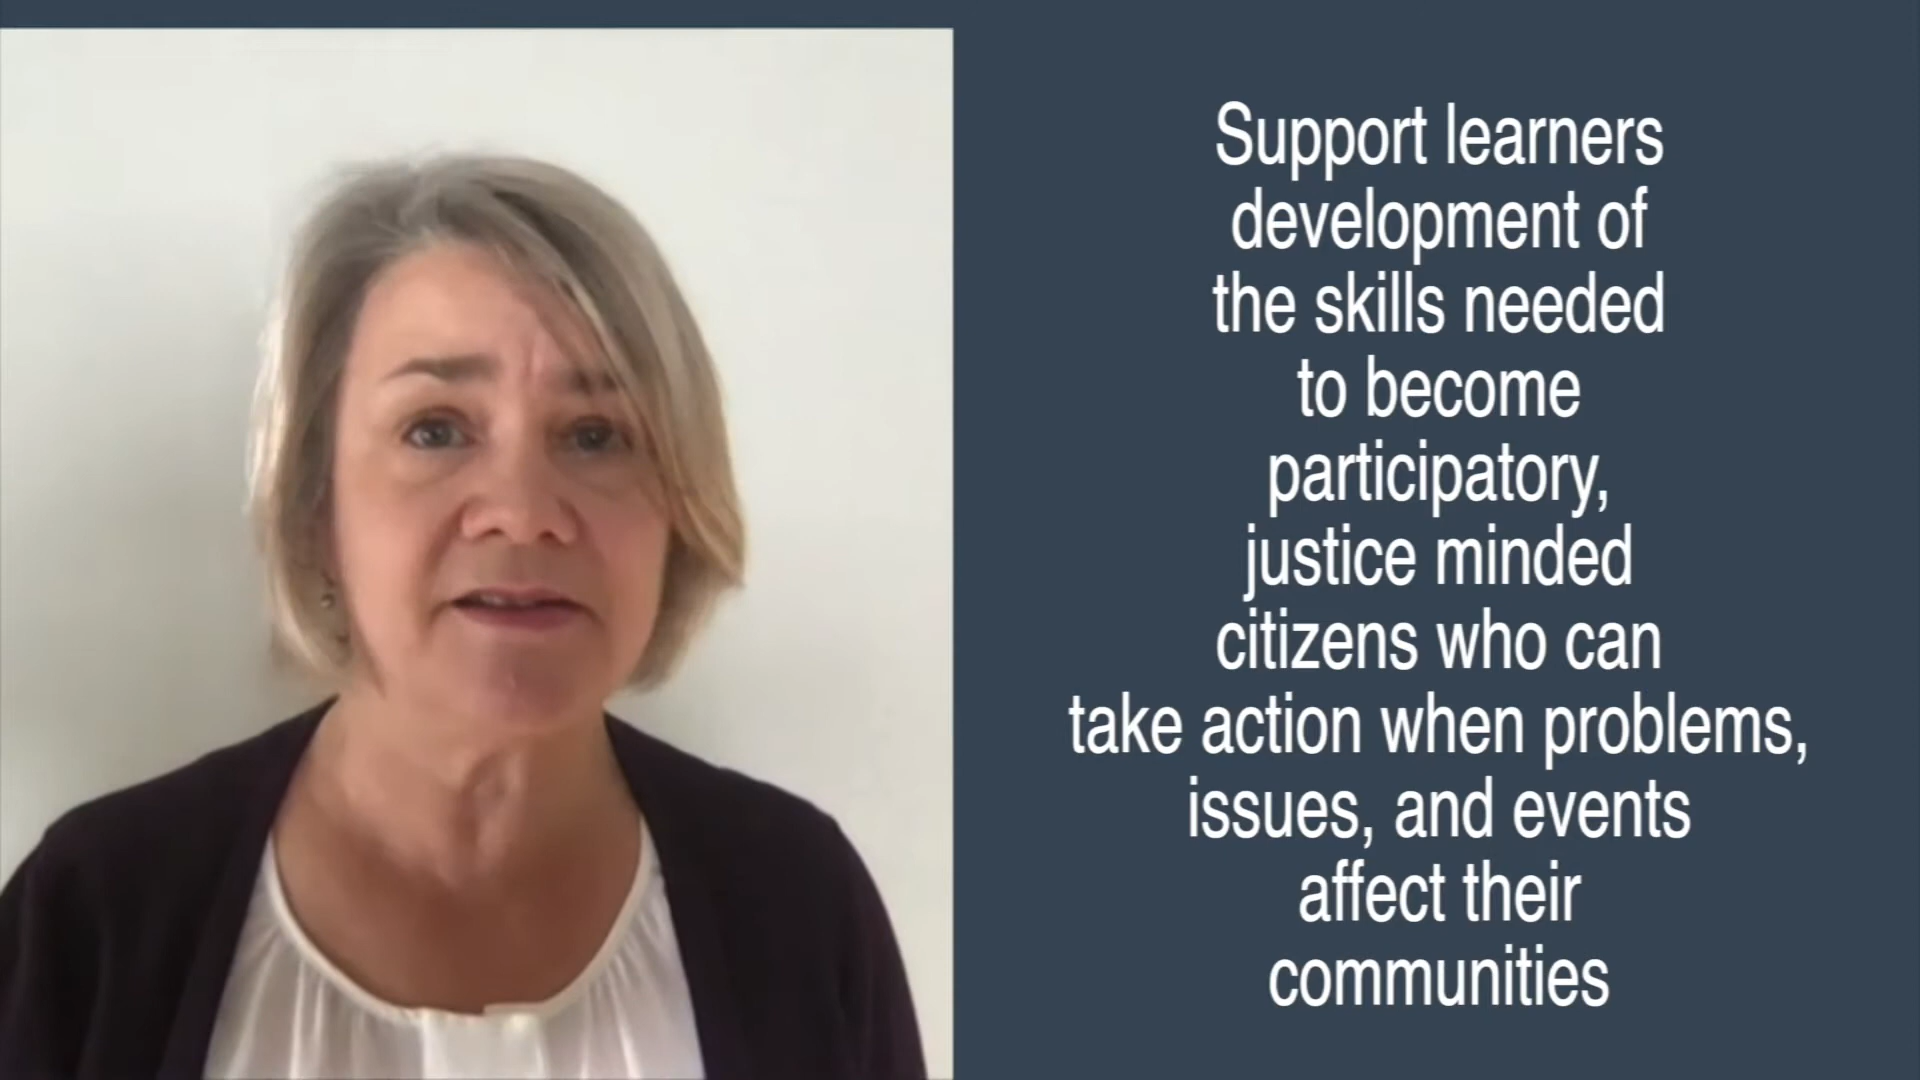 Support learners
development of
the skills needed
to become
participatory,
justice minded
citizens who can
take action when problems,
issues, and events
affect their
communities